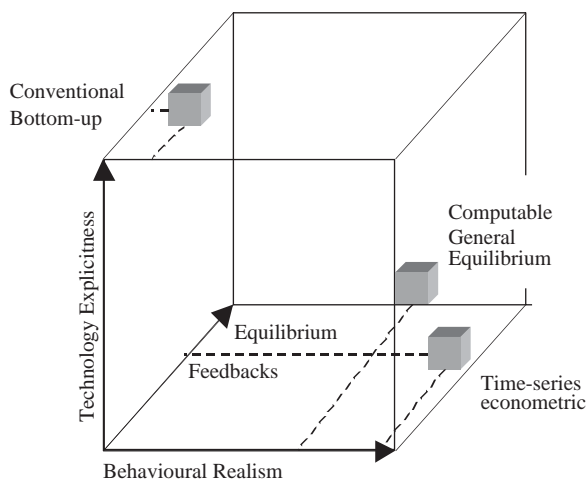 Conventional
Bottom-up
Technology Explicitness
Computable
General
Equilibrium
Equilibrium
Feedbacks
Time-series
econometric
Behavioural Realism